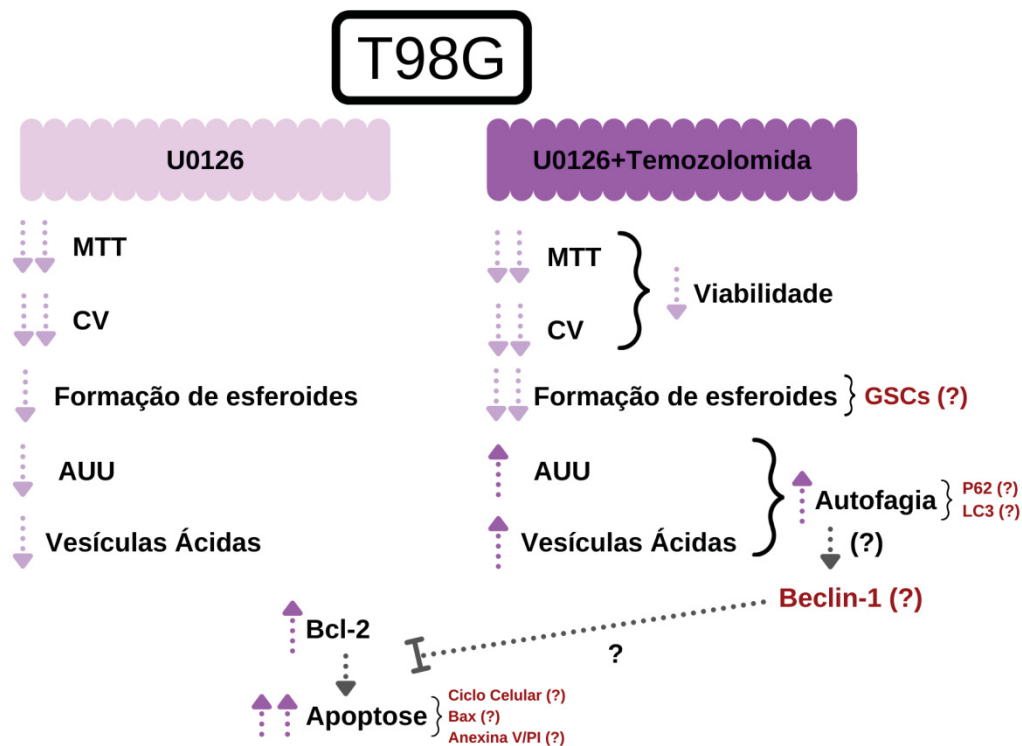 T98G
U0126
MTT
CV
Formação de esferoides
AUU
Vesículas Ácidas
U0126+Temozolomida
MTT
CV
Viabilidade
Formação de esferoides
GSCs (?)
AUU
Vesículas Ácidas
Autofagia
P62 (?)
LC3 (?)
(?)
Beclin-1 (?)
?
Bcl-2
Apoptose
Ciclo Celular (?)
Bax (?)
Anexina V/PI (?)